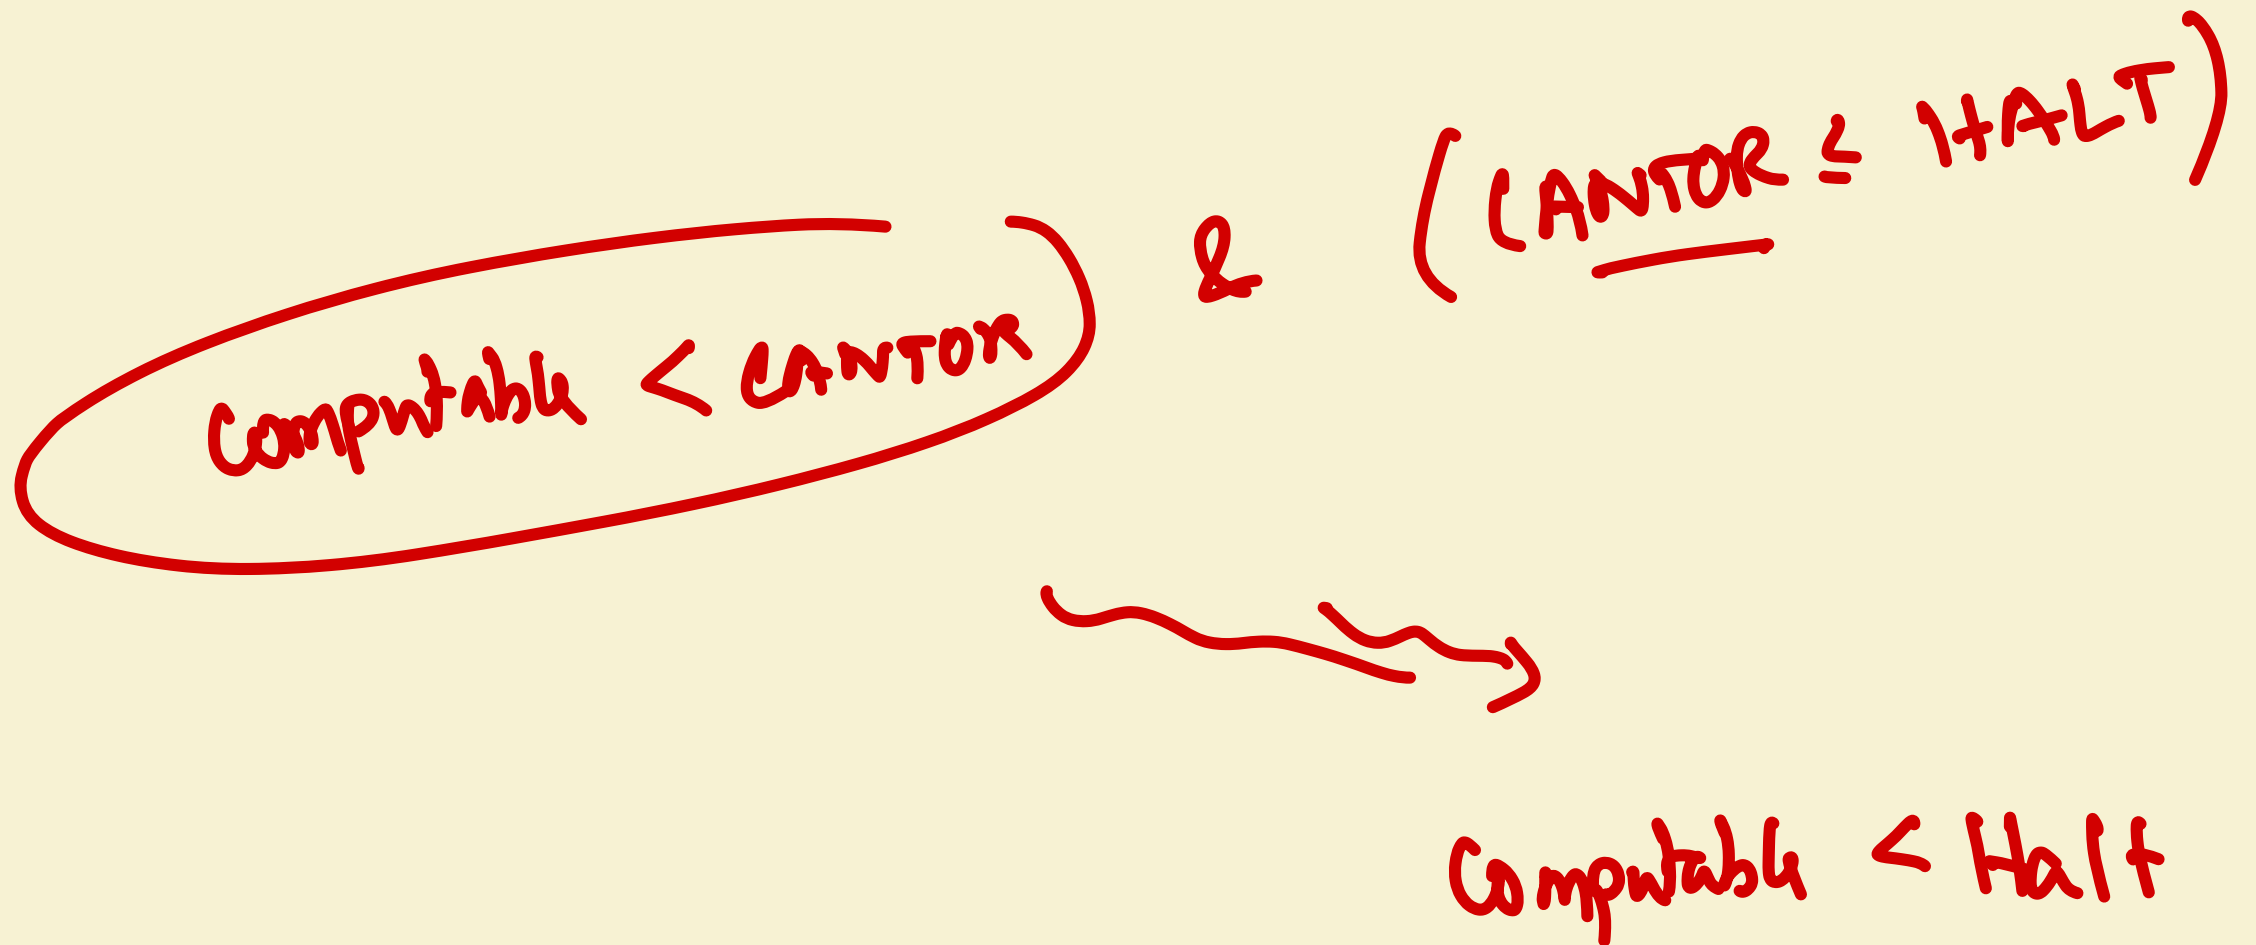 (Computable < CANTOR) & (CANTOR ≤ HALT)
Computable < Halt